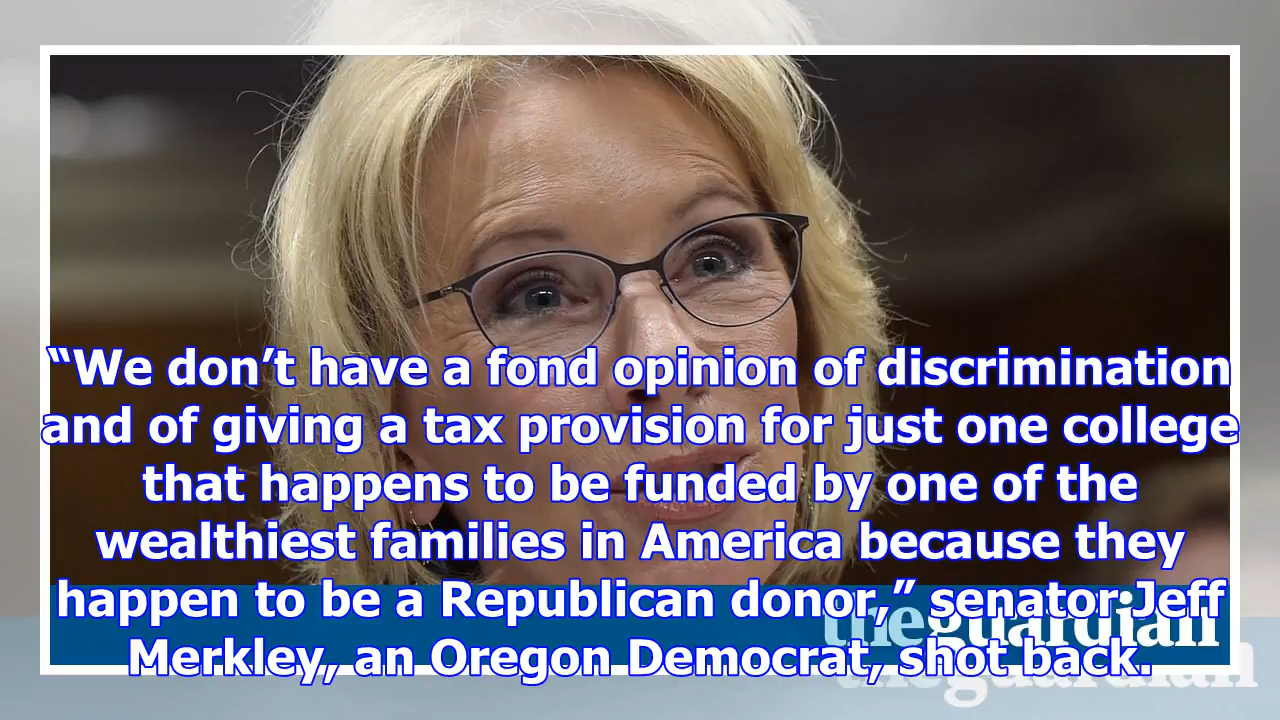 “We don’t have a fond opinion of discrimination
and of giving a tax provision for just one college
that happens to be funded by one of the
wealthiest families in America because they
happen to be a Republican donor,” senator Jeff
Merkley, an Oregon Democrat, shot back.
theguardian
theguardian